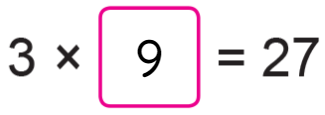 3 × 9 = 27